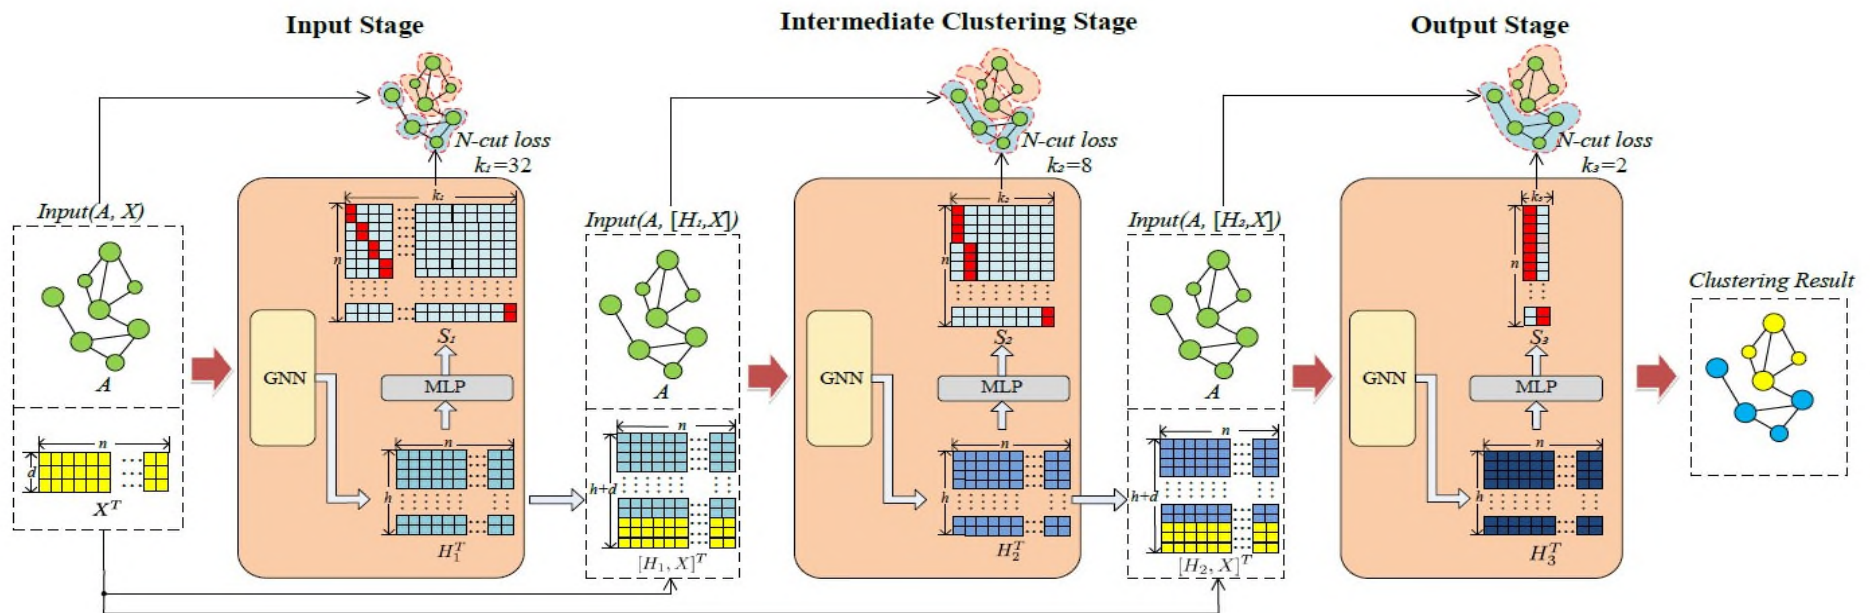 Input Stage
Intermediate Clustering Stage
Output Stage
N-cut loss
k₁=32
N-cut loss
k₂=8
N-cut loss
k₃=2
Input(A, X)
A
n
d
X^T
GNN
k₁
n
S₁
MLP
n
h
H₁^T
Input(A, [H₁,X])
A
n
h+d
[H₁, X]^T
GNN
k₂
n
S₂
MLP
n
h
H₂^T
Input(A, [H₂,X])
A
n
h+d
[H₂, X]^T
GNN
k₃
n
S₃
MLP
n
h
H₃^T
Clustering Result